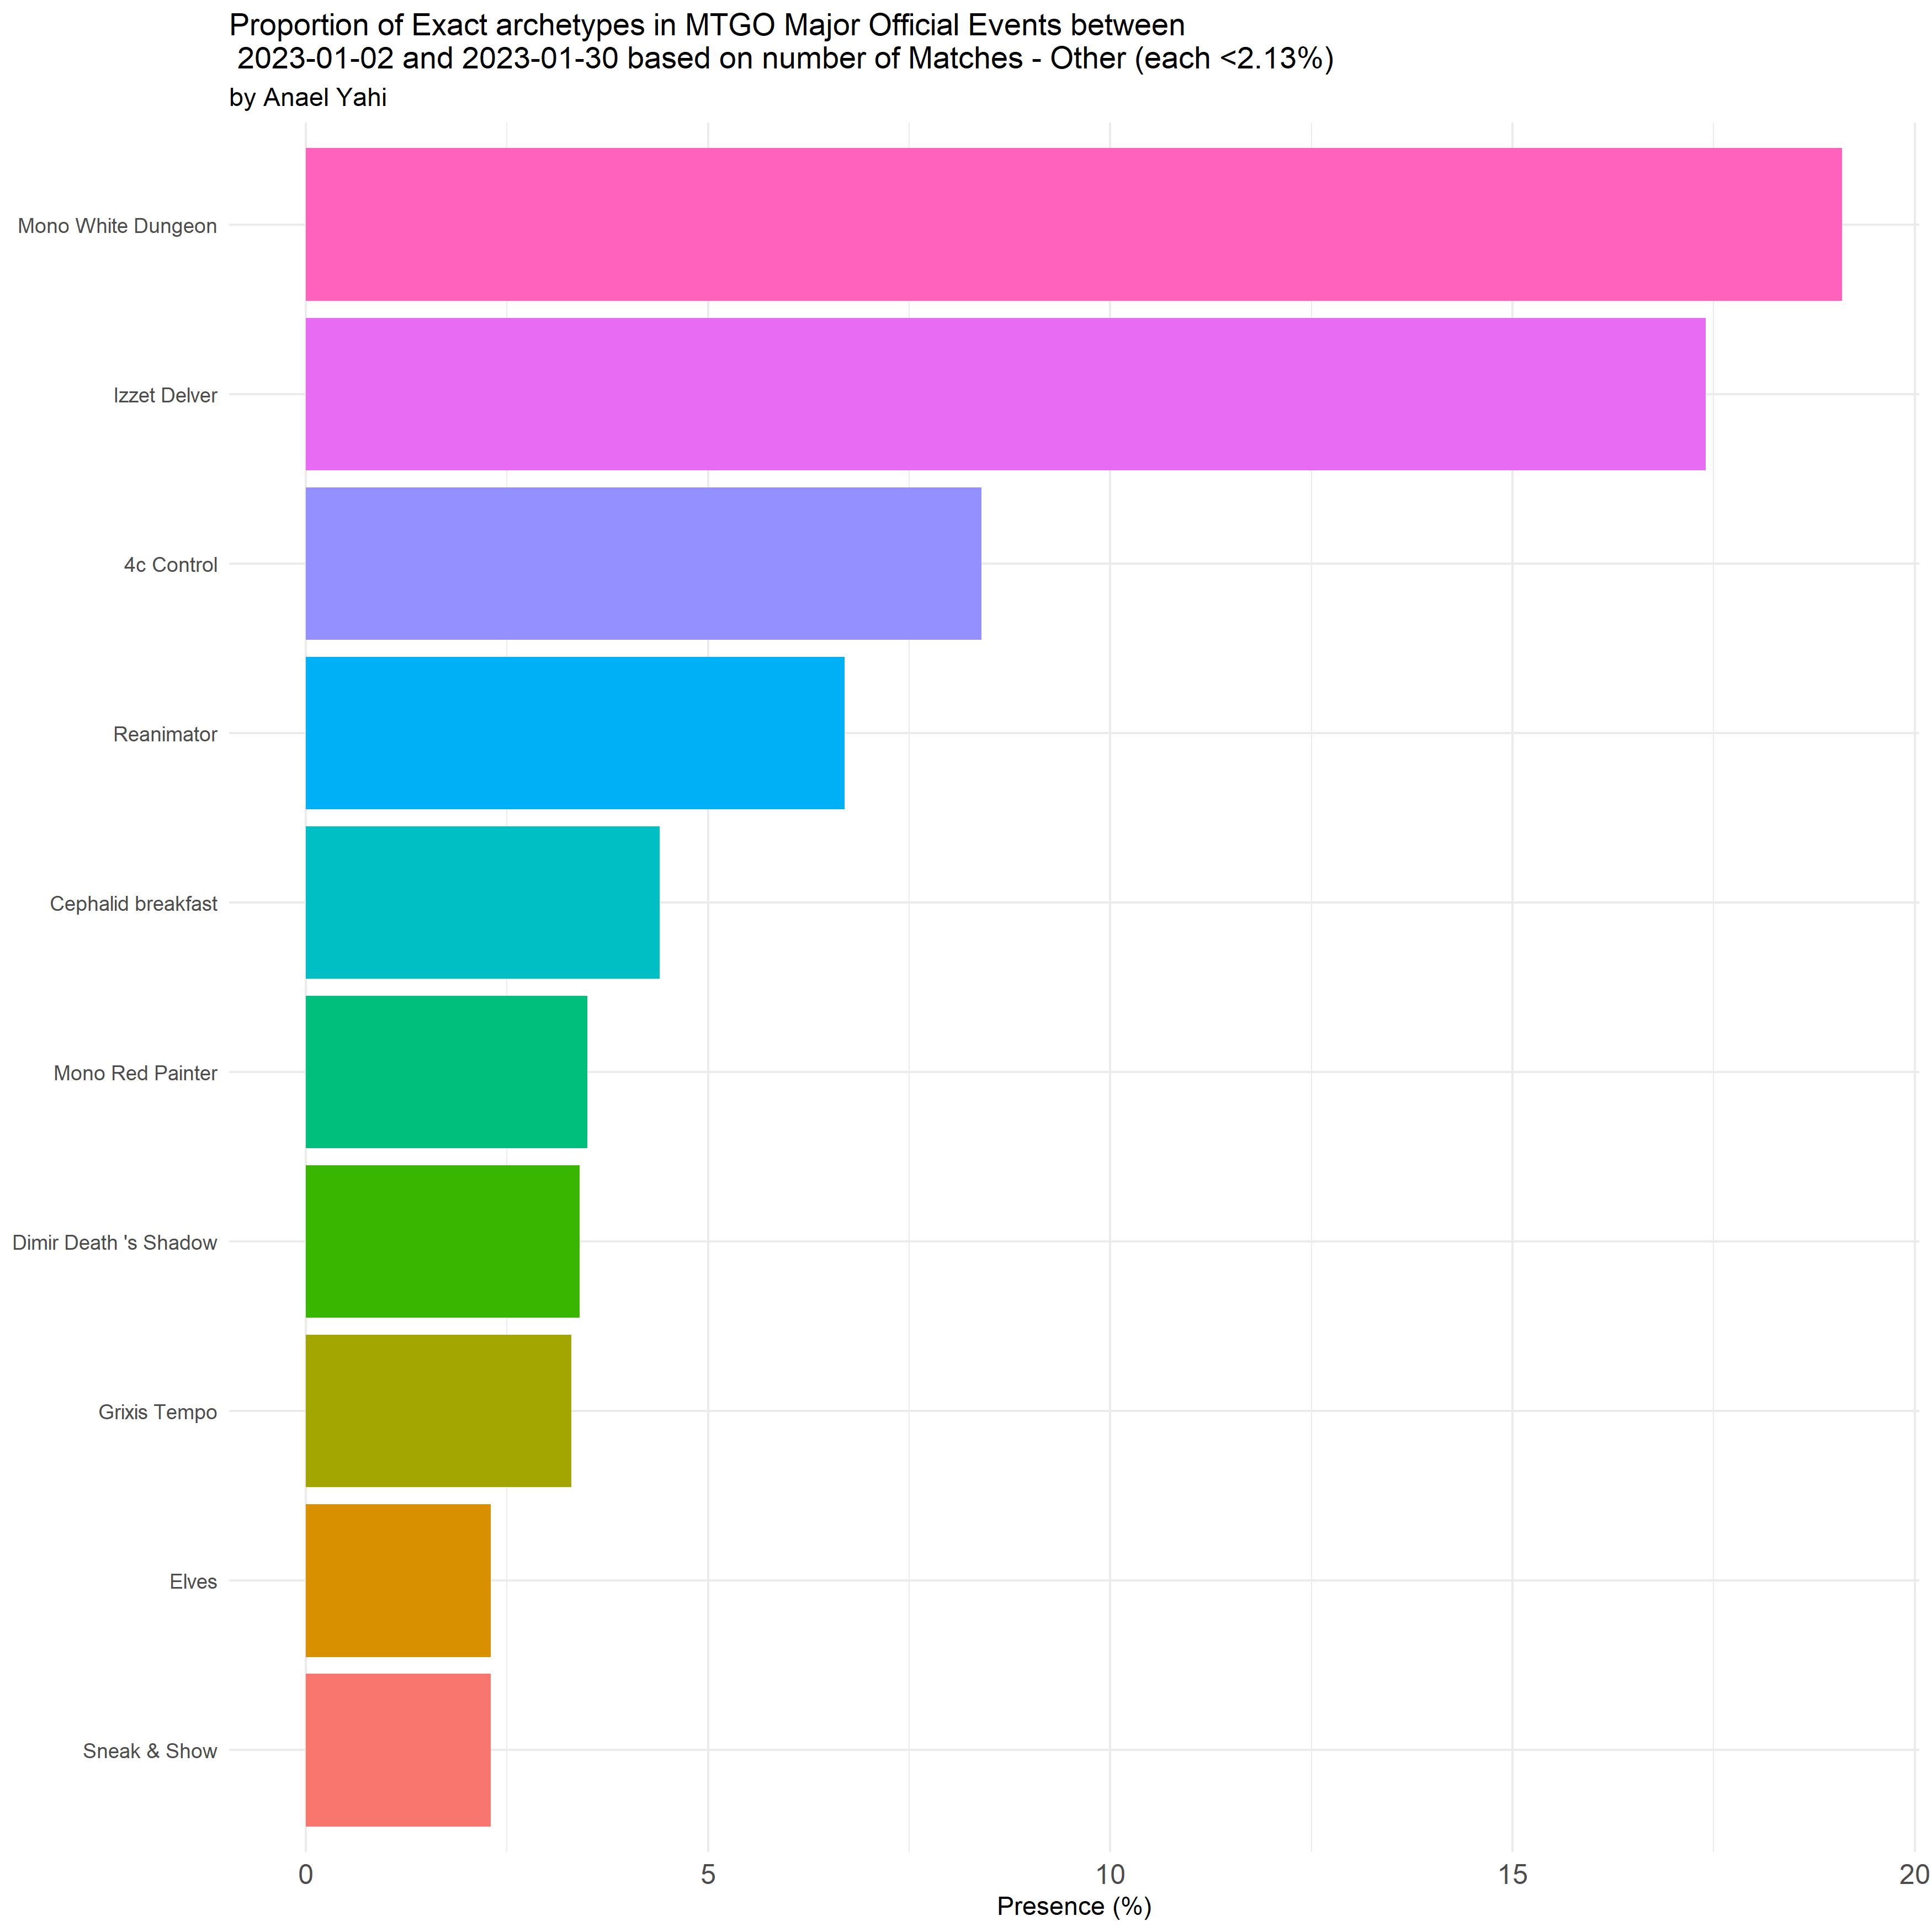 Proportion of Exact archetypes in MTGO Major Official Events between
2023-01-02 and 2023-01-30 based on number of Matches - Other (each <2.13%)
by Anael Yahi
Mono White Dungeon
Izzet Delver
4c Control
Reanimator
Cephalid breakfast
Mono Red Painter
Dimir Death 's Shadow
Grixis Tempo
Elves
Sneak & Show
0 5 10 15 20
Presence (%)